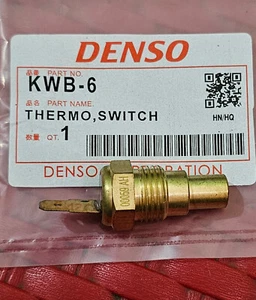 DENSO
品番 PART NO.
KWB-6
品名 PART NAME.
THERMO,SWITCH
数量 QT. 1
HN/HQ
DENSO CORPORATION